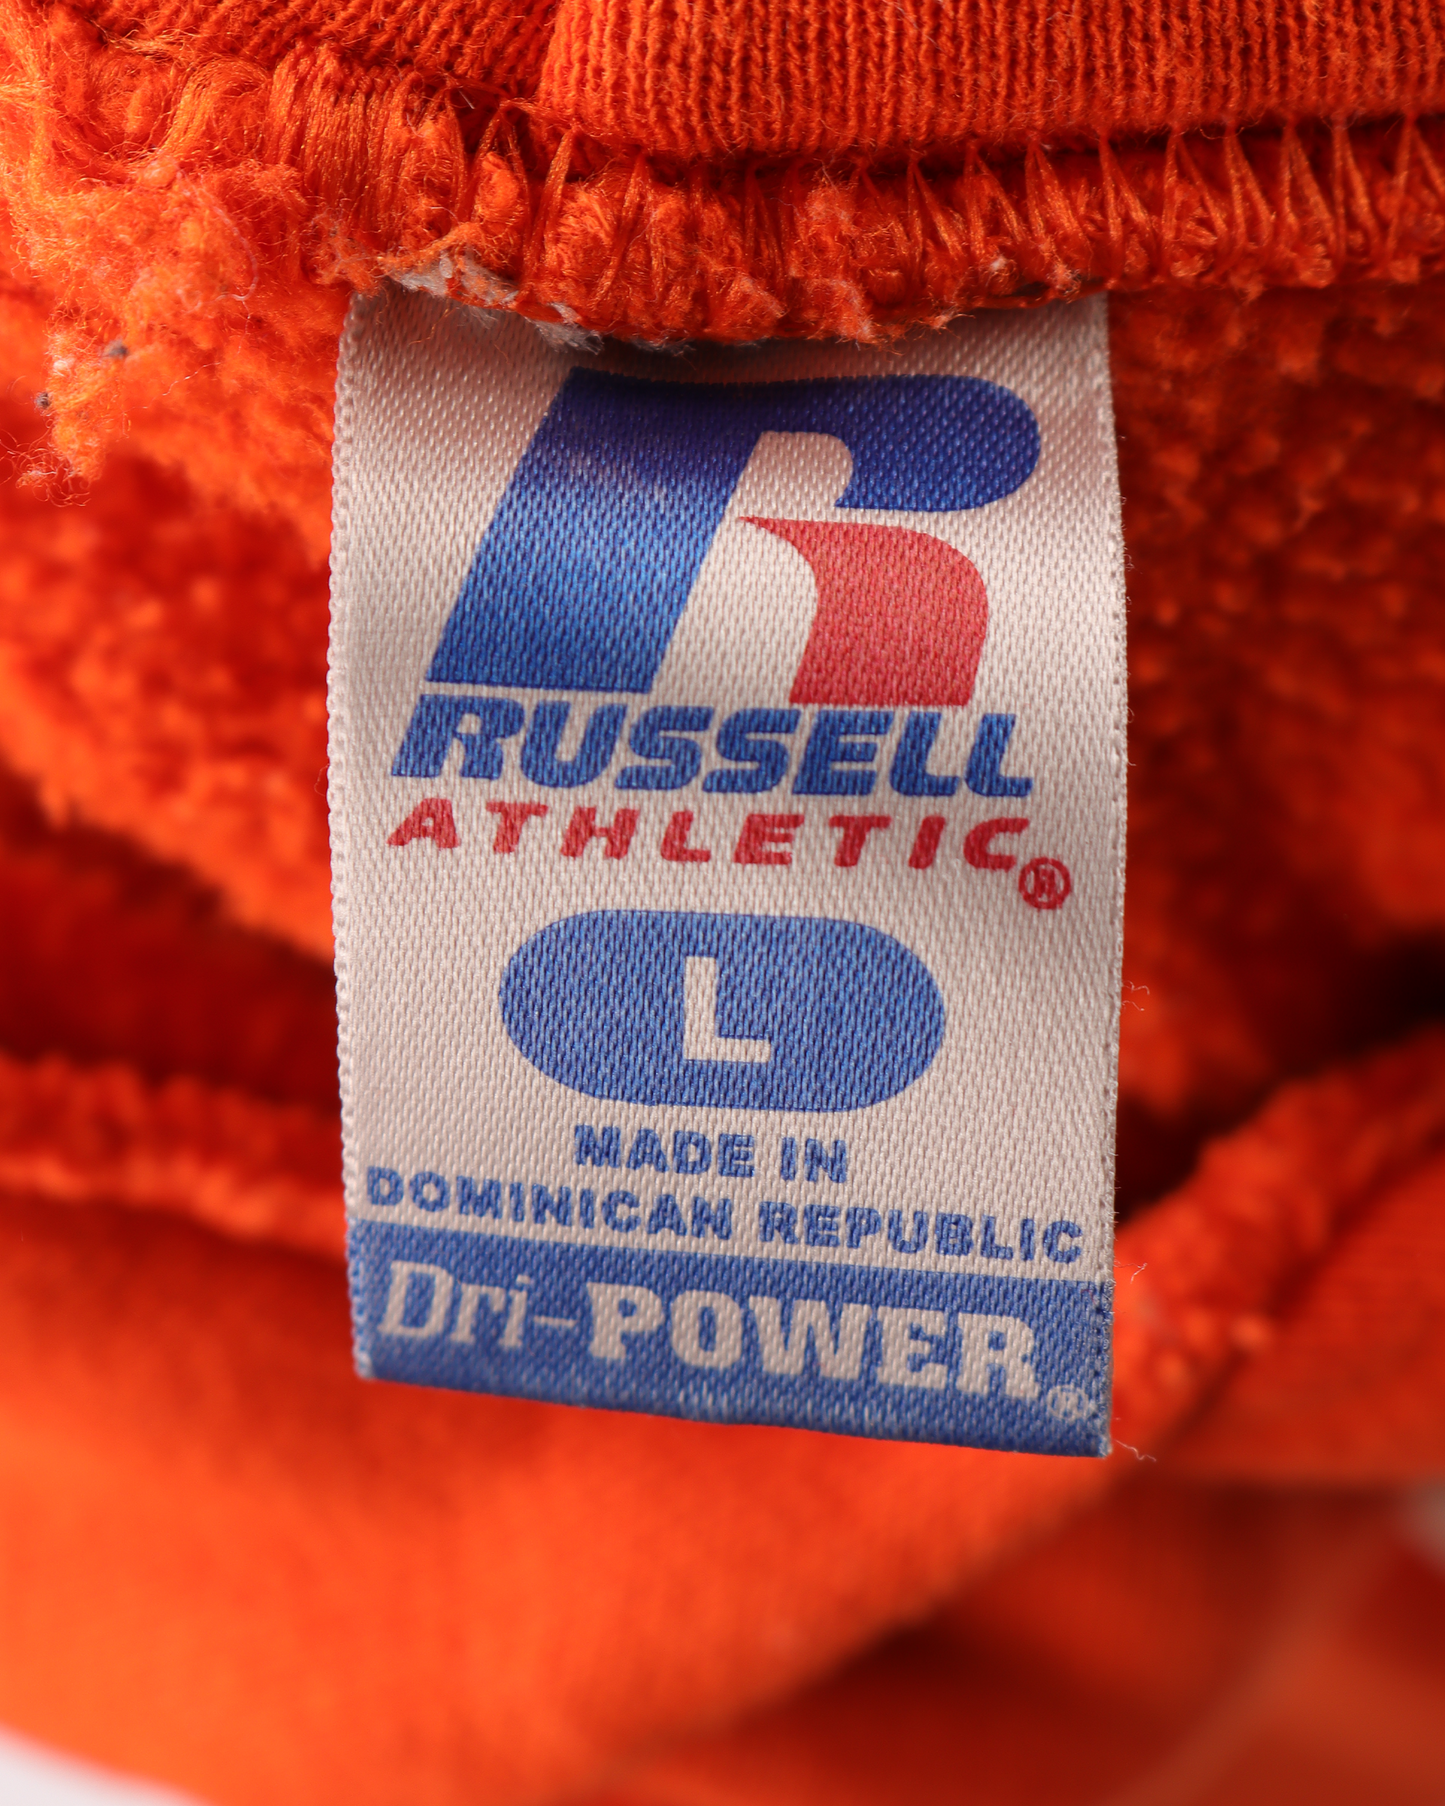 R
RUSSELL
ATHLETIC®
L
MADE IN
DOMINICAN REPUBLIC
Dri-POWER®